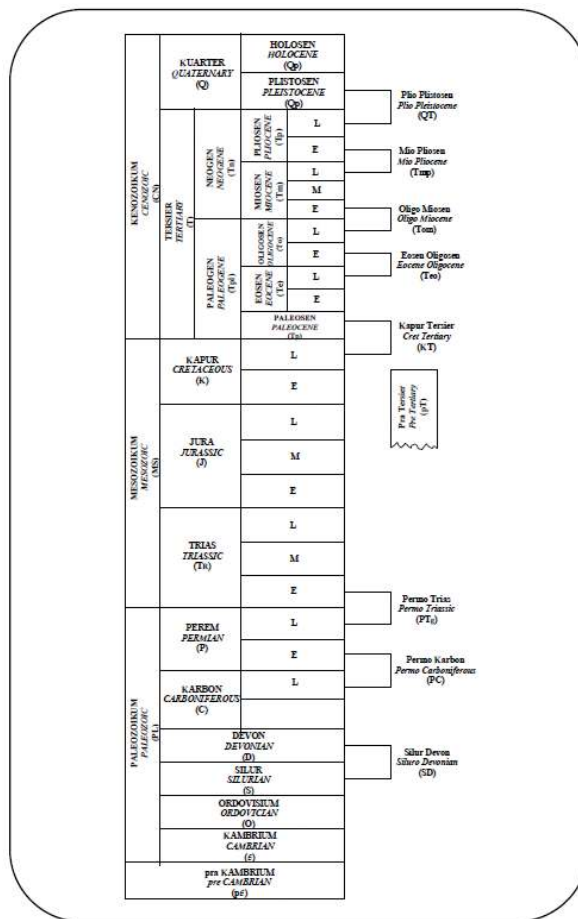 KENOZOIKUM
CENOZOIC
(CN)
KUARTER
QUATERNARY
(Q)
HOLOSEN
HOLOCENE
(Qp)
PLISTOSEN
PLEISTOCENE
(Qp)
TERSIER
TERTIARY
(T)
NEOGEN
NEOGENE
(Tn)
PLIOSEN
PLIOCENE
(Tp)
L
E
MIOSEN
MIOCENE
(Tm)
L
M
E
PALEOGEN
PALEOGENE
OLIGOSEN
OLIGIOCENE
(To)
L
E
EOSEN
EOCENE
(Te)
L
E
PALEOSEN
PALEOCENE
(Tp)
MESOZOIKUM
MESOZOIC
(MS)
KAPUR
CRETACEOUS
(K)
L
E
JURA
JURASSIC
(J)
L
M
E
TRIAS
TRIASSIC
(TR)
L
M
E
PALEOZOIKUM
PALEOZOIC
(PL)
PEREM
PERMIAN
(P)
L
E
KARBON
CARBONIFEROUS
(C)
L
DEVON
DEVONIAN
(D)
SILUR
SILURIAN
(S)
ORDOVISIUM
ORDOVICIAN
(O)
KAMBRIUM
CAMBRIAN
pra KAMBRIUM
pre CAMBRIAN
Plio Plistosen
Plio Pleistocene
(QT)
Mio Pliosen
Mio Pliocene
(Tmp)
Oligo Miosen
Oligo Miocene
(Tom)
Eosen Oligosen
Eocene Oligocene
(Teo)
Kapur Tersier
Cret Tertiary
(KT)
Pra Tersier
Pre Tertiary
(pT)
Permo Trias
Permo Triassic
Permo Karbon
Permo Carboniferous
(PC)
Silur Devon
Siluro Devonian
(SD)